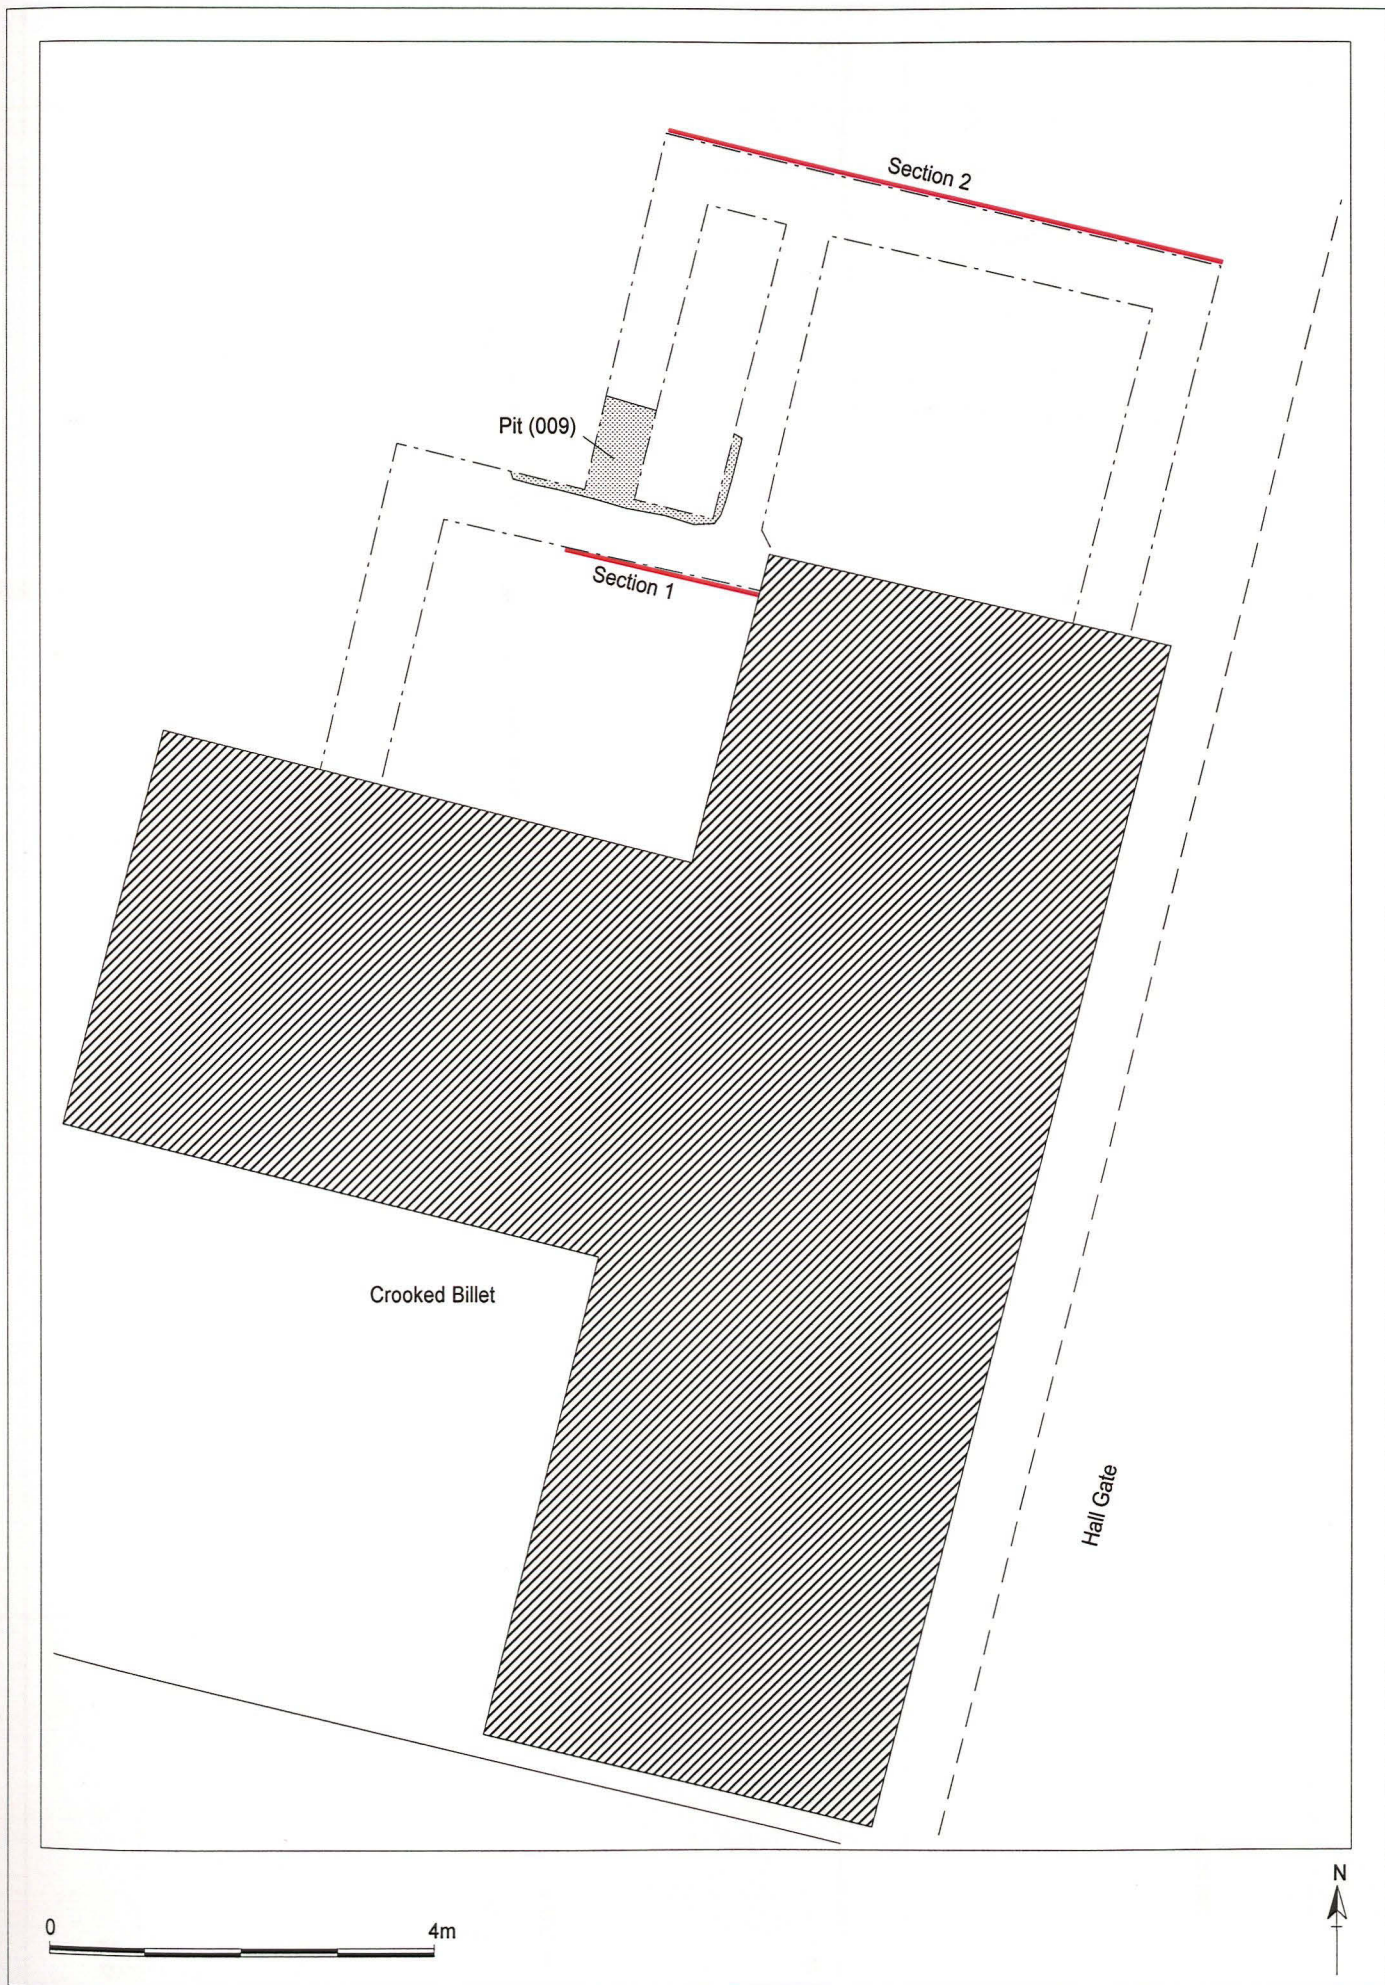 Section 2
Pit (009)
Section 1
Crooked Billet
Hall Gate
N
0 4m